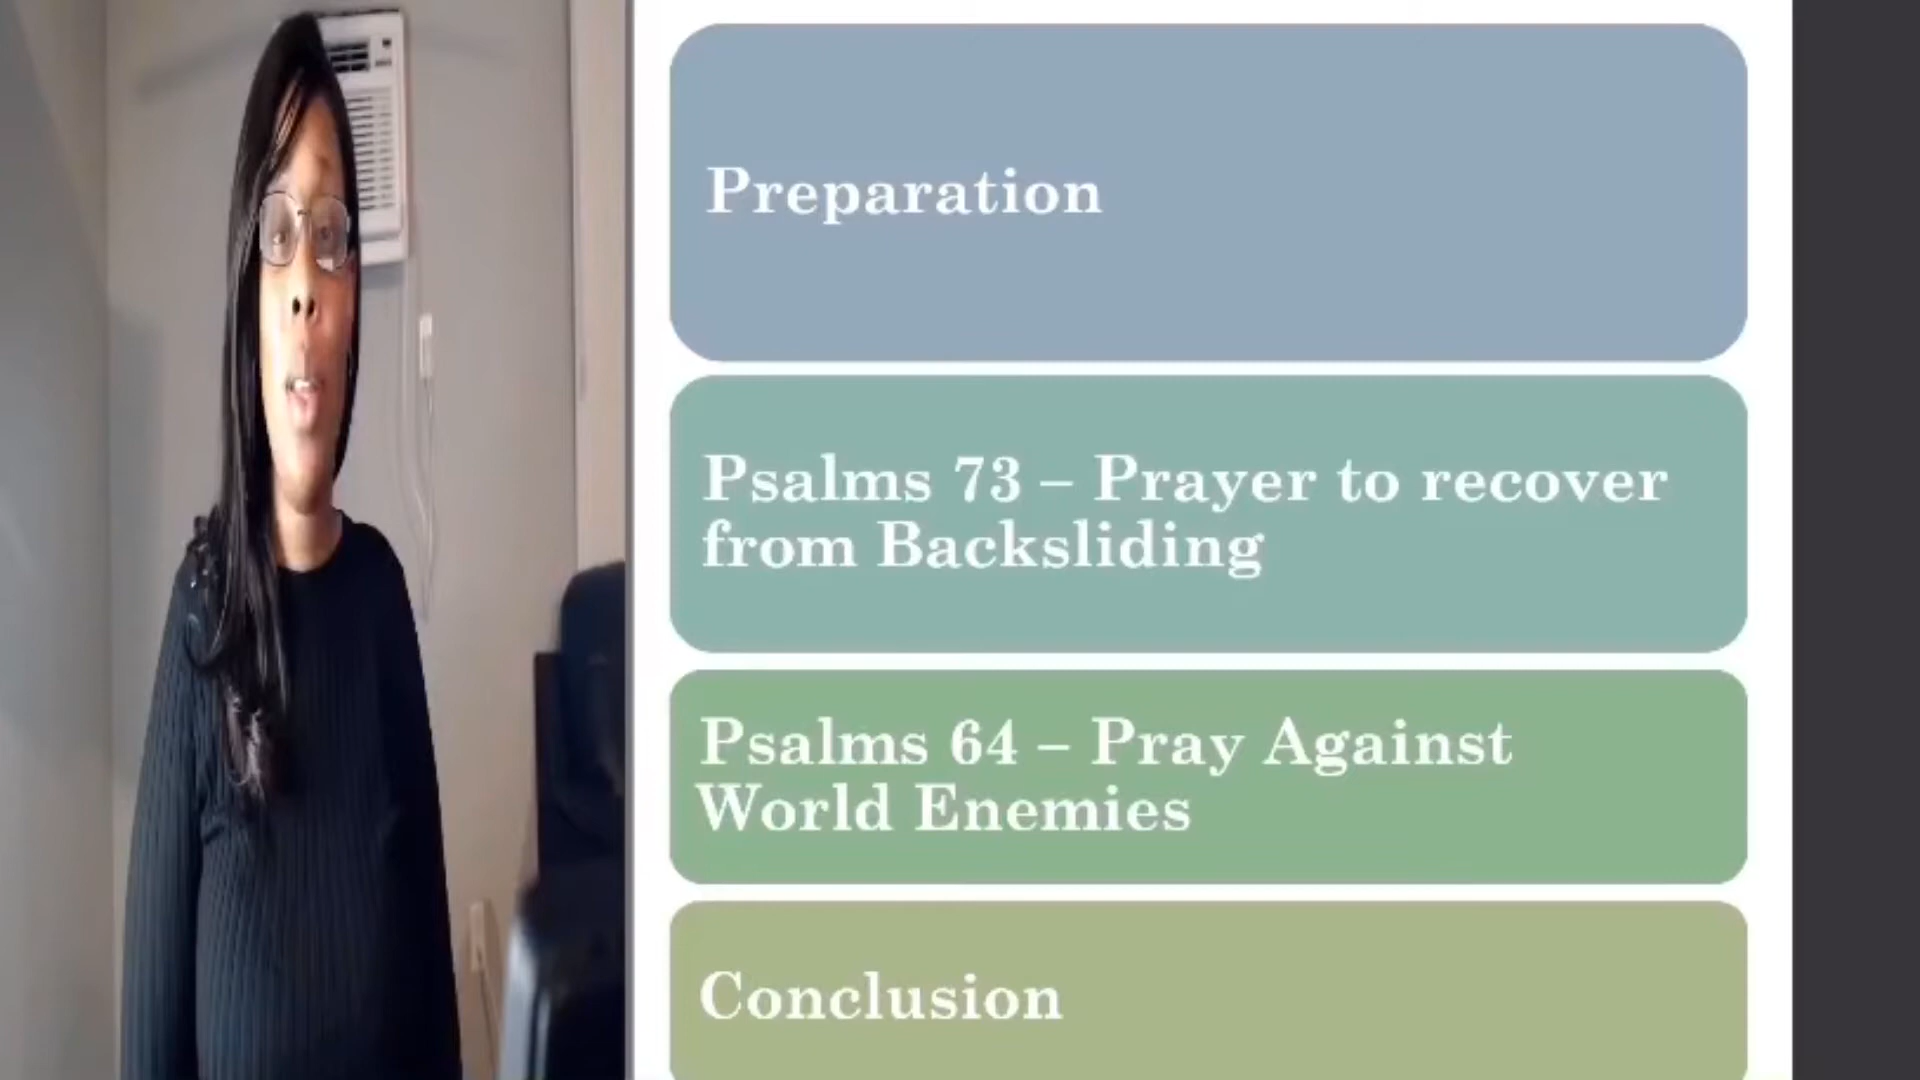 Preparation
Psalms 73 – Prayer to recover
from Backsliding
Psalms 64 – Pray Against
World Enemies
Conclusion